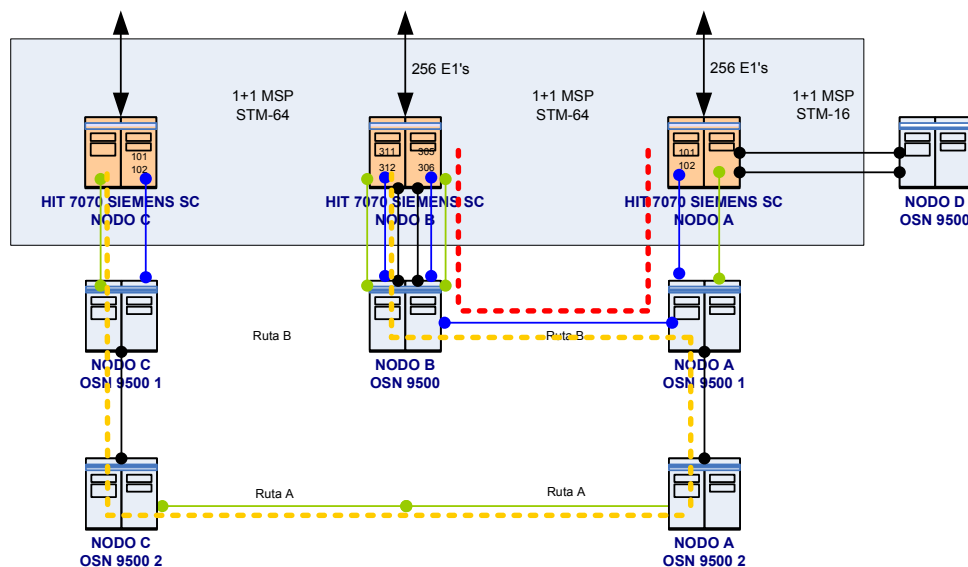 256 E1's
256 E1's
1+1 MSP
STM-64
1+1 MSP
STM-64
1+1 MSP
STM-16
101
102
311
312
305
306
101
102
HIT 7070 SIEMENS SC
NODO C
HIT 7070 SIEMENS SC
NODO B
HIT 7070 SIEMENS SC
NODO A
NODO D
OSN 9500
Ruta B
Ruta B
NODO C
OSN 9500 1
NODO B
OSN 9500
NODO A
OSN 9500 1
Ruta A
Ruta A
NODO C
OSN 9500 2
NODO A
OSN 9500 2